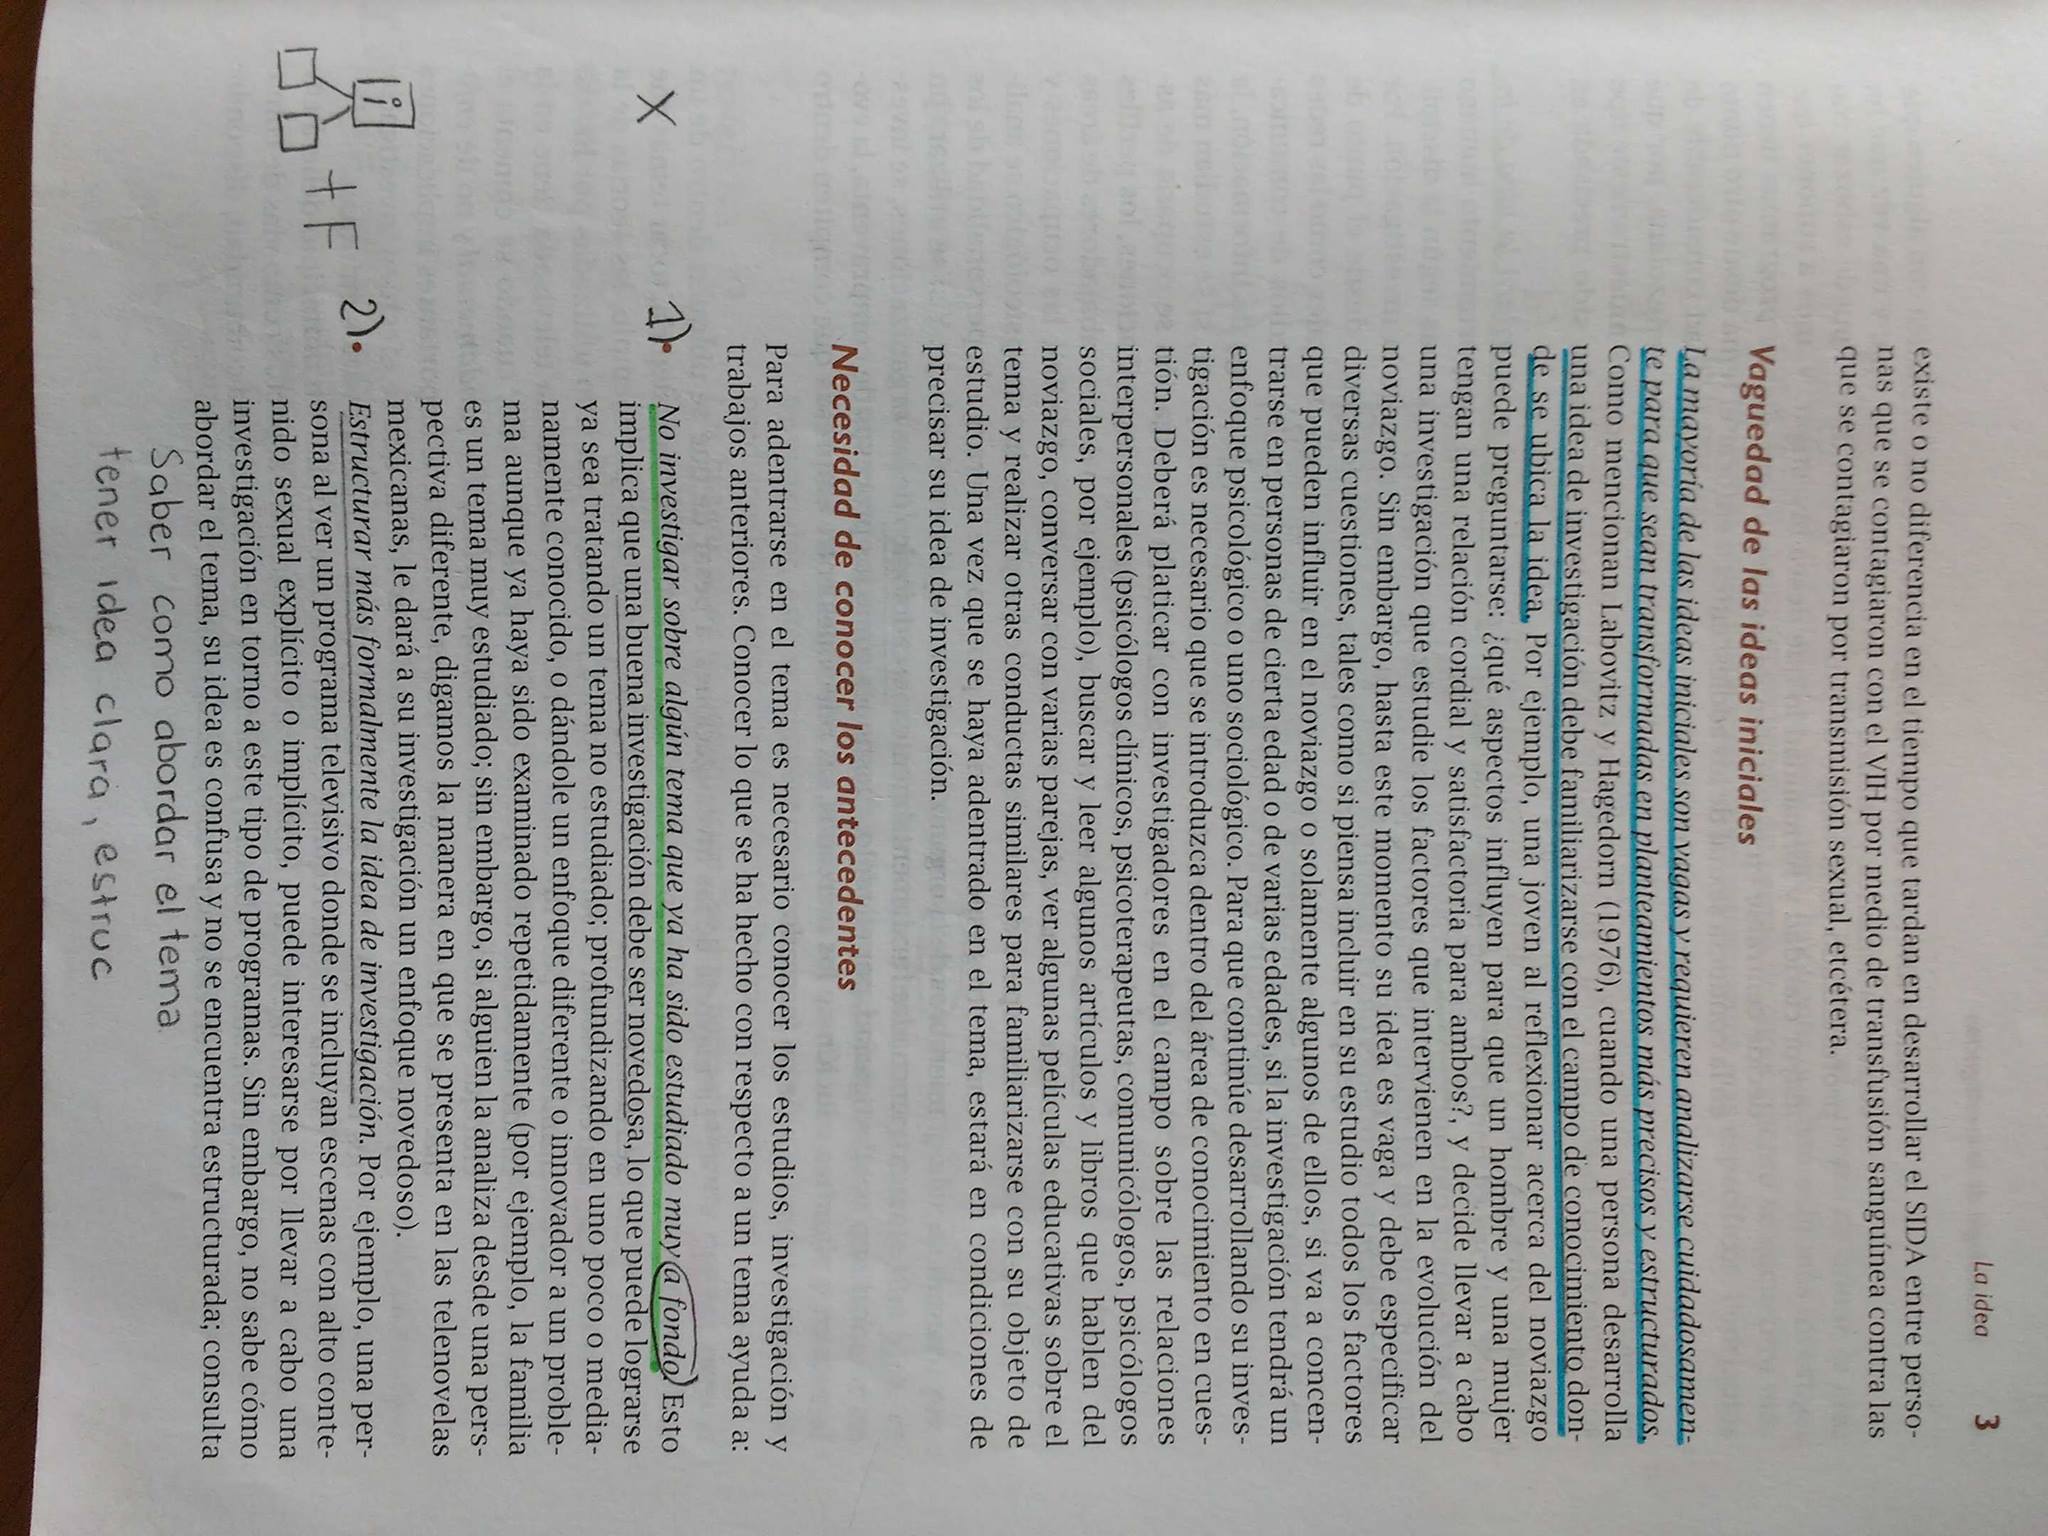 La idea 3
existe o no diferencia en el tiempo que tardan en desarrollar el SIDA entre perso-
nas que se contagiaron con el VIH por medio de transfusión sanguínea contra las
que se contagiaron por transmisión sexual, etcétera.
Vaguedad de las ideas iniciales
La mayoría de las ideas iniciales son vagas y requieren analizarse cuidadosamen-
te para que sean transformadas en planteamientos más precisos y estructurados.
Como mencionan Labovitz y Hagedorn (1976), cuando una persona desarrolla
una idea de investigación debe familiarizarse con el campo de conocimiento don-
de se ubica la idea. Por ejemplo, una joven al reflexionar acerca del noviazgo
puede preguntarse: ¿qué aspectos influyen para que un hombre y una mujer
tengan una relación cordial y satisfactoria para ambos?, y decide llevar a cabo
una investigación que estudie los factores que intervienen en la evolución del
noviazgo. Sin embargo, hasta este momento su idea es vaga y debe especificar
diversas cuestiones, tales como si piensa incluir en su estudio todos los factores
que pueden influir en el noviazgo o solamente algunos de ellos, si va a concen-
trarse en personas de cierta edad o de varias edades, si la investigación tendrá un
enfoque psicológico o uno sociológico. Para que continúe desarrollando su inves-
tigación es necesario que se introduzca dentro del área de conocimiento en cues-
tión. Deberá platicar con investigadores en el campo sobre las relaciones
interpersonales (psicólogos clínicos, psicoterapeutas, comunicólogos, psicólogos
sociales, por ejemplo), buscar y leer algunos artículos y libros que hablen del
noviazgo, conversar con varias parejas, ver algunas películas educativas sobre el
tema y realizar otras conductas similares para familiarizarse con su objeto de
estudio. Una vez que se haya adentrado en el tema, estará en condiciones de
precisar su idea de investigación.
Necesidad de conocer los antecedentes
Para adentrarse en el tema es necesario conocer los estudios, investigación y
trabajos anteriores. Conocer lo que se ha hecho con respecto a un tema ayuda a:
X 1). • No investigar sobre algún tema que ya ha sido estudiado muy a fondo. Esto
implica que una buena investigación debe ser novedosa, lo que puede lograrse
ya sea tratando un tema no estudiado; profundizando en uno poco o media-
namente conocido, o dándole un enfoque diferente o innovador a un proble-
ma aunque ya haya sido examinado repetidamente (por ejemplo, la familia
es un tema muy estudiado; sin embargo, si alguien la analiza desde una pers-
pectiva diferente, digamos la manera en que se presenta en las telenovelas
mexicanas, le dará a su investigación un enfoque novedoso).
i + F 2). • Estructurar más formalmente la idea de investigación. Por ejemplo, una per-
sona al ver un programa televisivo donde se incluyan escenas con alto conte-
nido sexual explícito o implícito, puede interesarse por llevar a cabo una
investigación en torno a este tipo de programas. Sin embargo, no sabe cómo
abordar el tema, su idea es confusa y no se encuentra estructurada; consulta
Saber como abordar el tema
tener idea clara, estruc